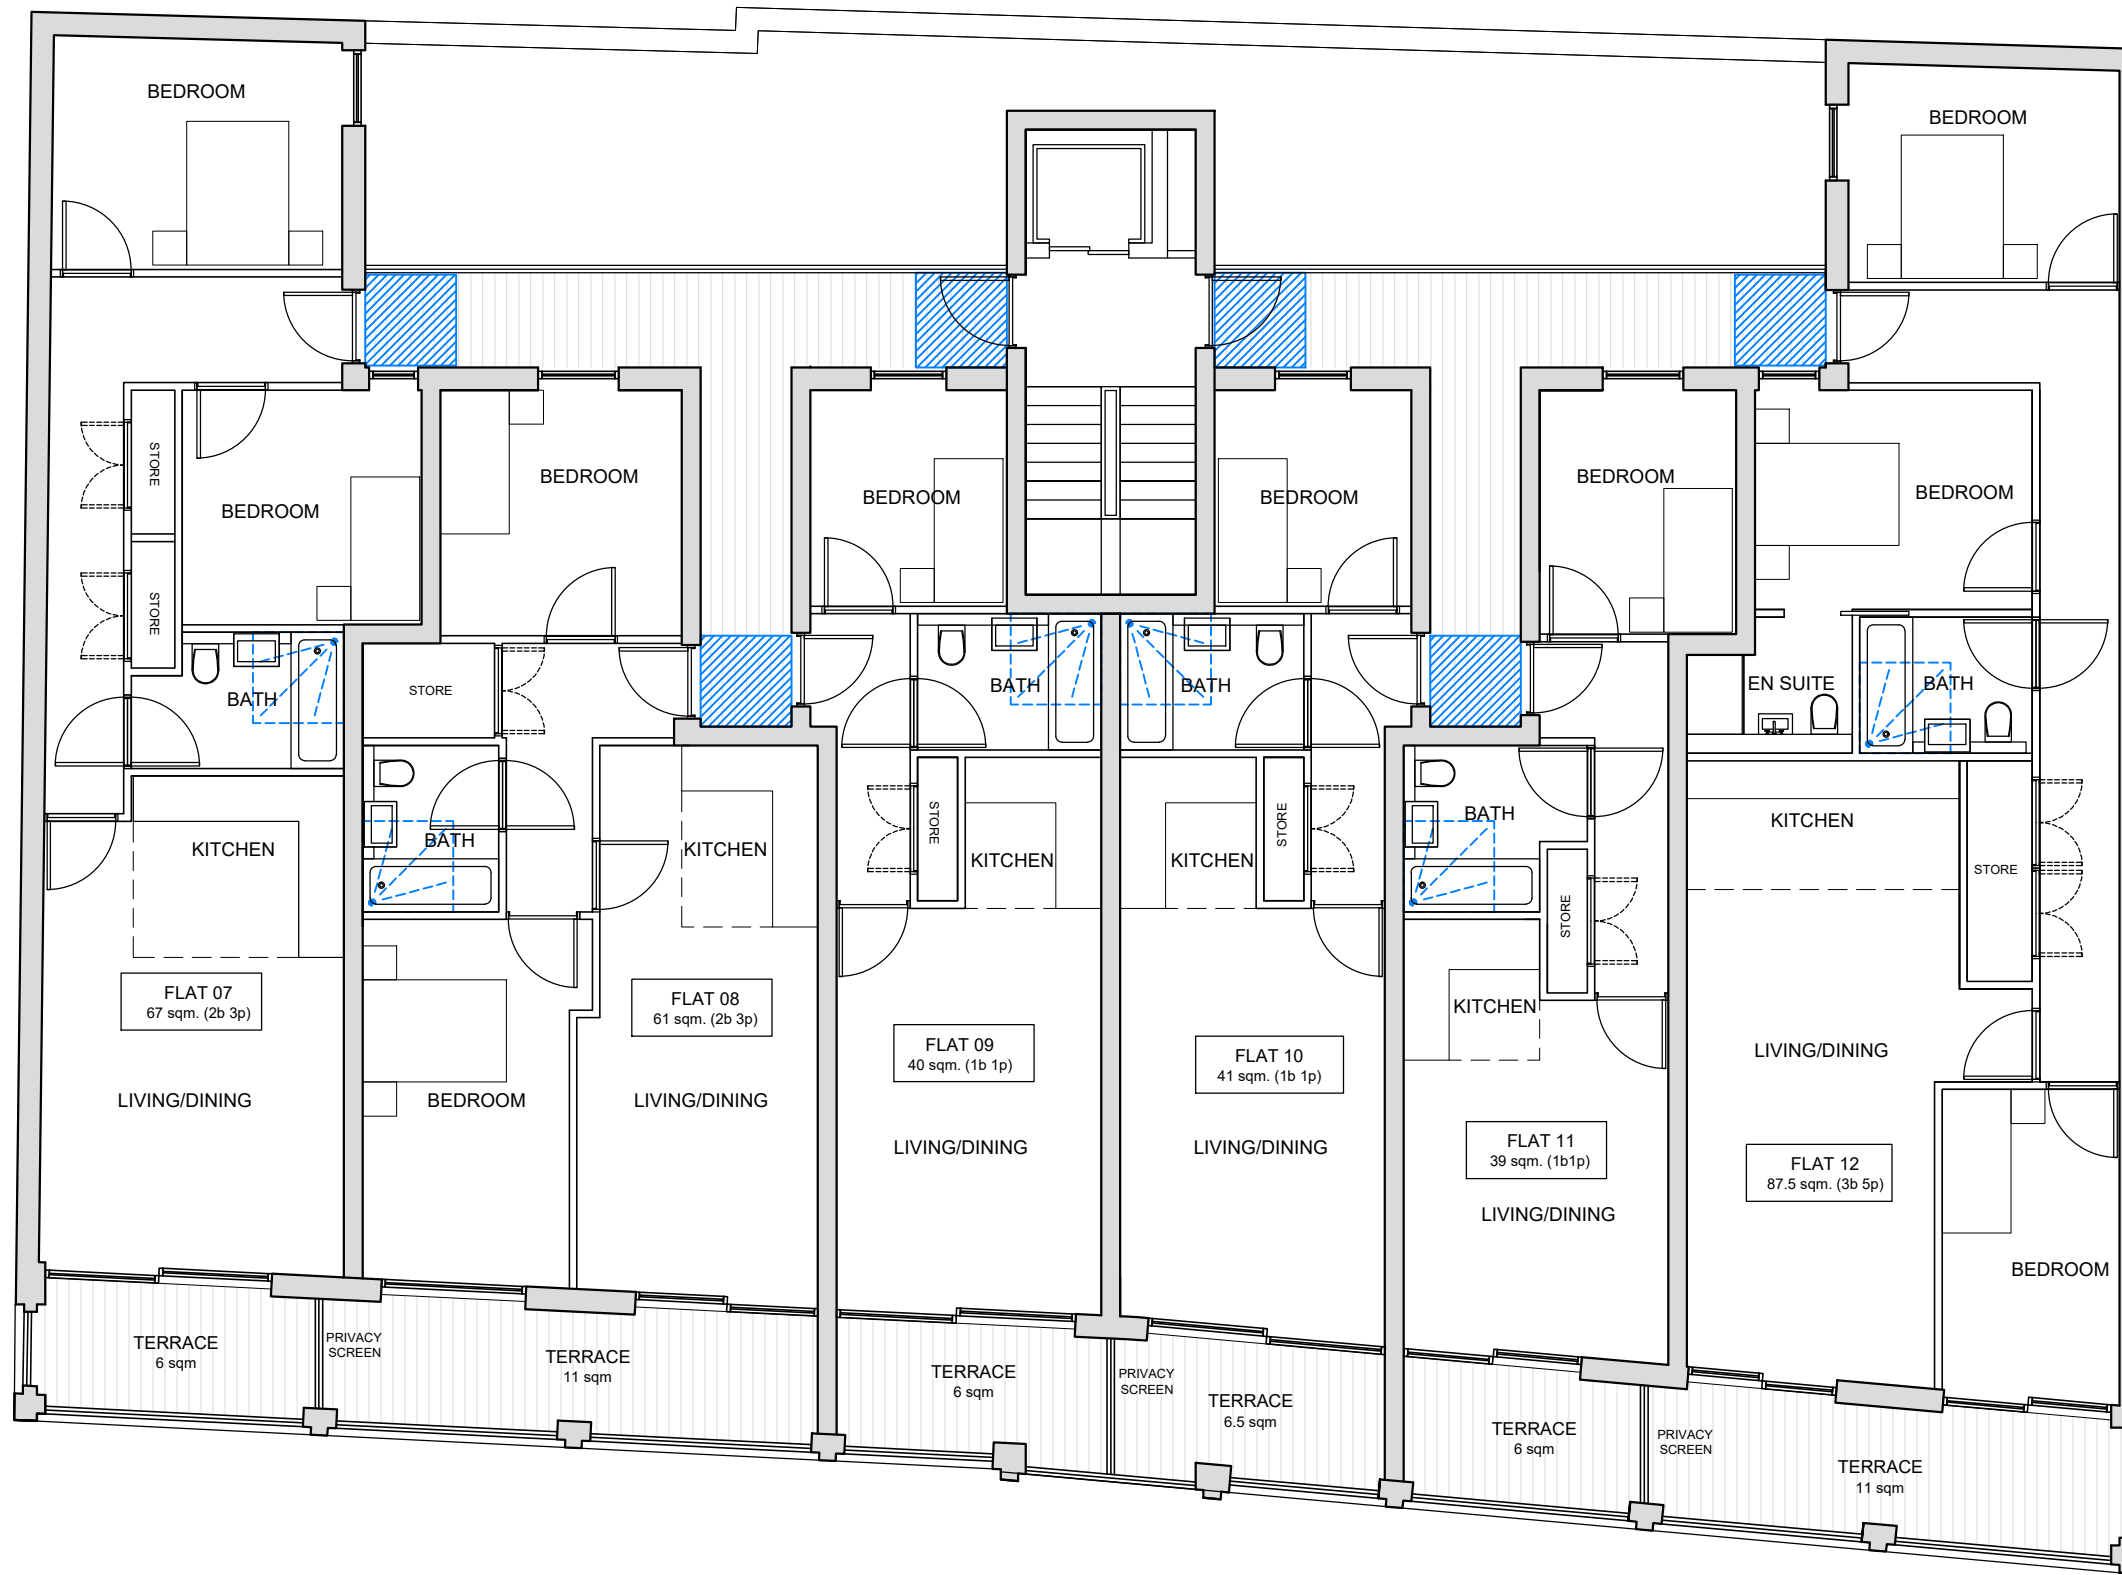 BEDROOM
BEDROOM
STORE
STORE
BEDROOM
BEDROOM
BEDROOM
BEDROOM
BEDROOM
BEDROOM
BATH
STORE
BATH
BATH
EN SUITE
BATH
BATH
BATH
KITCHEN
KITCHEN
STORE
KITCHEN
KITCHEN
STORE
KITCHEN
STORE
STORE
KITCHEN
FLAT 07
67 sqm. (2b 3p)
FLAT 08
61 sqm. (2b 3p)
FLAT 09
40 sqm. (1b 1p)
FLAT 10
41 sqm. (1b 1p)
FLAT 11
39 sqm. (1b1p)
FLAT 12
87.5 sqm. (3b 5p)
LIVING/DINING
BEDROOM
LIVING/DINING
LIVING/DINING
LIVING/DINING
LIVING/DINING
LIVING/DINING
BEDROOM
TERRACE
6 sqm
PRIVACY
SCREEN
TERRACE
11 sqm
TERRACE
6 sqm
PRIVACY
SCREEN
TERRACE
6.5 sqm
TERRACE
6 sqm
PRIVACY
SCREEN
TERRACE
11 sqm